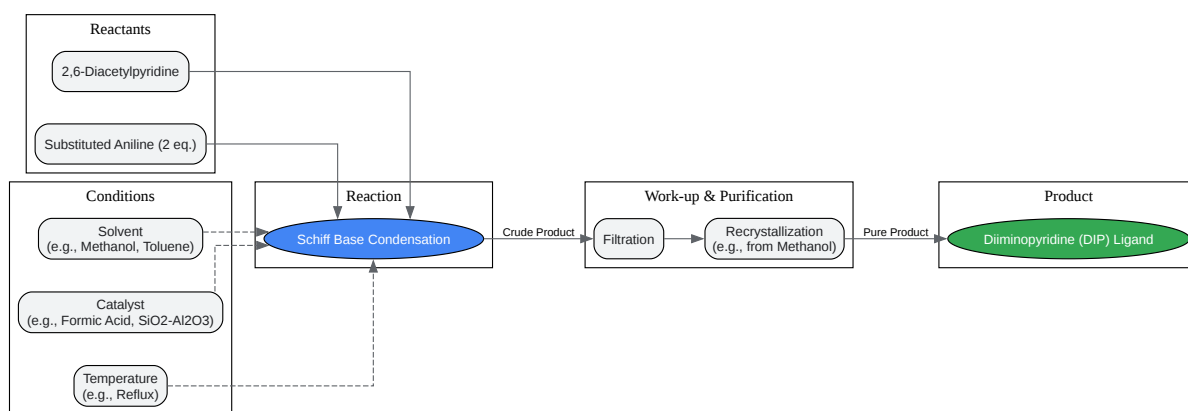 Reactants
2,6-Diacetylpyridine
Substituted Aniline (2 eq.)
Conditions
Solvent
(e.g., Methanol, Toluene)
Catalyst
(e.g., Formic Acid, SiO2-Al2O3)
Temperature
(e.g., Reflux)
Reaction
Schiff Base Condensation
Crude Product
Work-up & Purification
Filtration
Recrystallization
(e.g., from Methanol)
Pure Product
Product
Diiminopyridine (DIP) Ligand